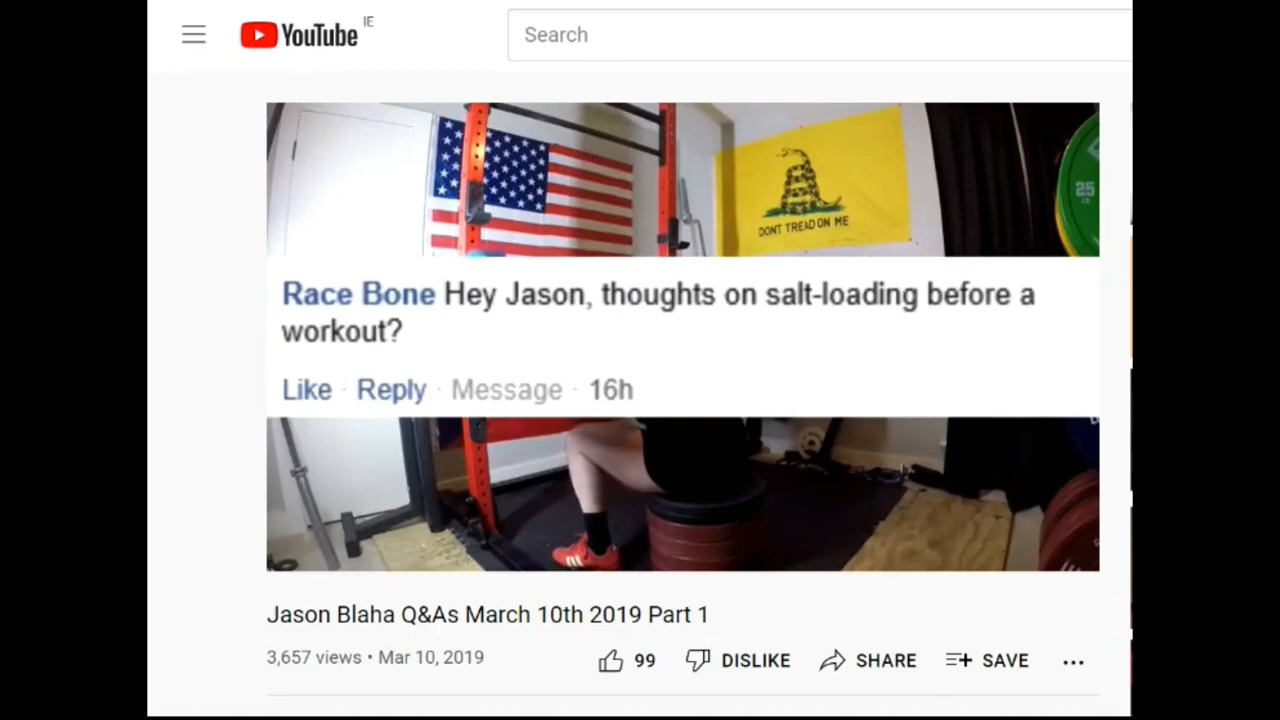 YouTube IE
Search
DONT TREAD ON ME
25
LB
Race Bone Hey Jason, thoughts on salt-loading before a
workout?
Like · Reply · Message · 16h
Jason Blaha Q&As March 10th 2019 Part 1
3,657 views • Mar 10, 2019
99 DISLIKE SHARE SAVE ...